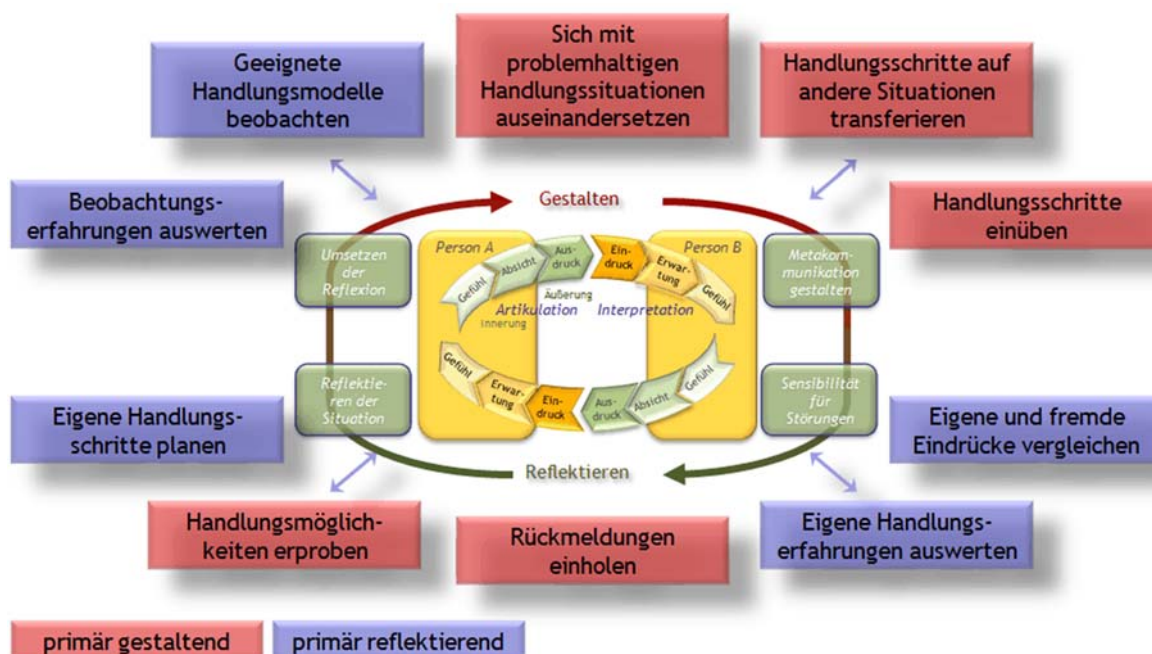 Geeignete
Handlungsmodelle
beobachten
Sich mit
problemhaltigen
Handlungssituationen
auseinandersetzen
Handlungsschritte auf
andere Situationen
transferieren
Beobachtungs-
erfahrungen auswerten
Gestalten
Handlungsschritte
einüben
Umsetzen
der
Reflexion
Person A
Gefühl
Absicht
Aus-
druck
Ein-
druck
Erwar-
tung
Gefühl
Person B
Metakom-
munikation
gestalten
Äußerung
Artikulation
Interpretation
Innerung
Reflektie-
ren der
Situation
Gefühl
Erwar-
tung
Ein-
druck
Aus-
druck
Absicht
Gefühl
Sensibilität
für
Störungen
Eigene Handlungs-
schritte planen
Eigene und fremde
Eindrücke vergleichen
Reflektieren
Handlungsmöglich-
keiten erproben
Rückmeldungen
einholen
Eigene Handlungs-
erfahrungen auswerten
primär gestaltend
primär reflektierend